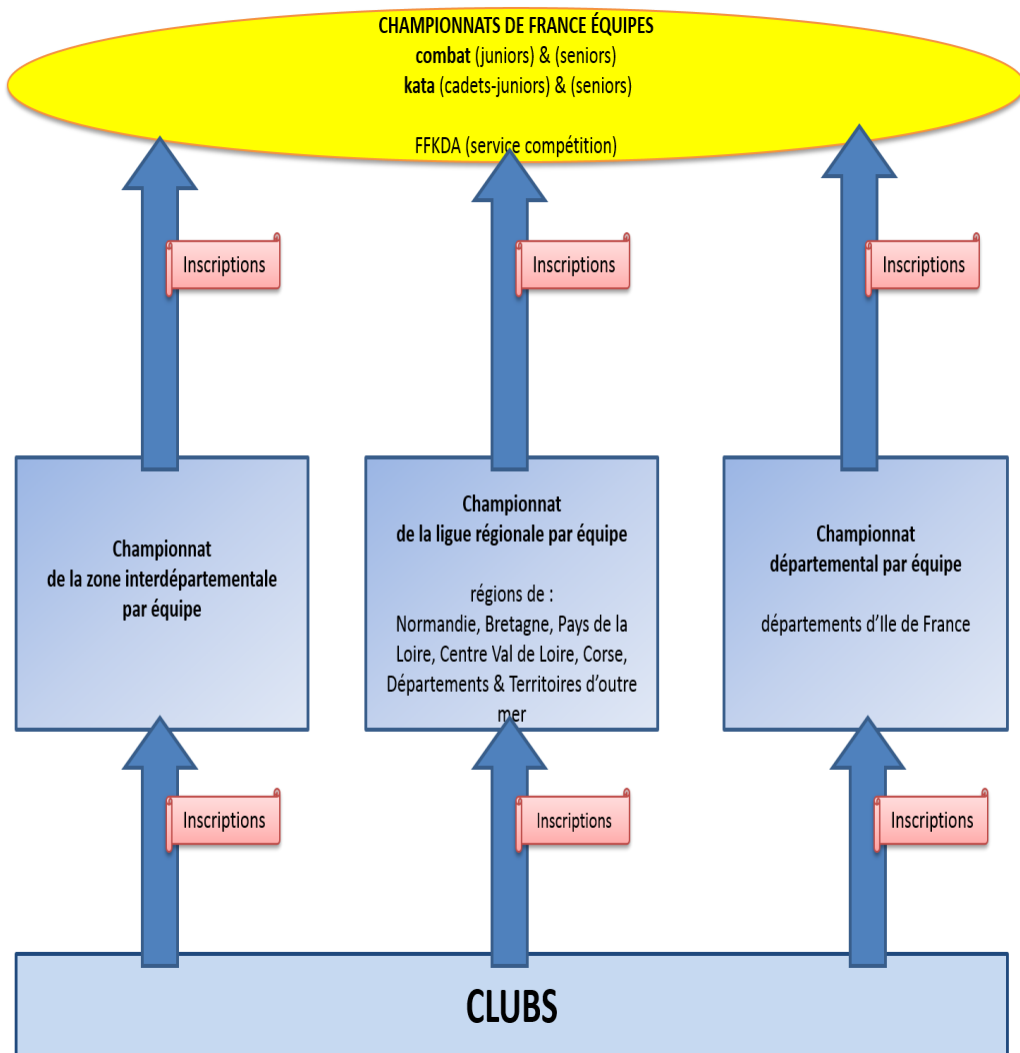 CHAMPIONNATS DE FRANCE ÉQUIPES
combat (juniors) & (seniors)
kata (cadets-juniors) & (seniors)
FFKDA (service compétition)
Inscriptions
Inscriptions
Inscriptions
Championnat
de la zone interdépartementale
par équipe
Championnat
de la ligue régionale par équipe
régions de :
Normandie, Bretagne, Pays de la
Loire, Centre Val de Loire, Corse,
Départements & Territoires d'outre
mer
Championnat
départemental par équipe
départements d'Ile de France
Inscriptions
Inscriptions
Inscriptions
CLUBS